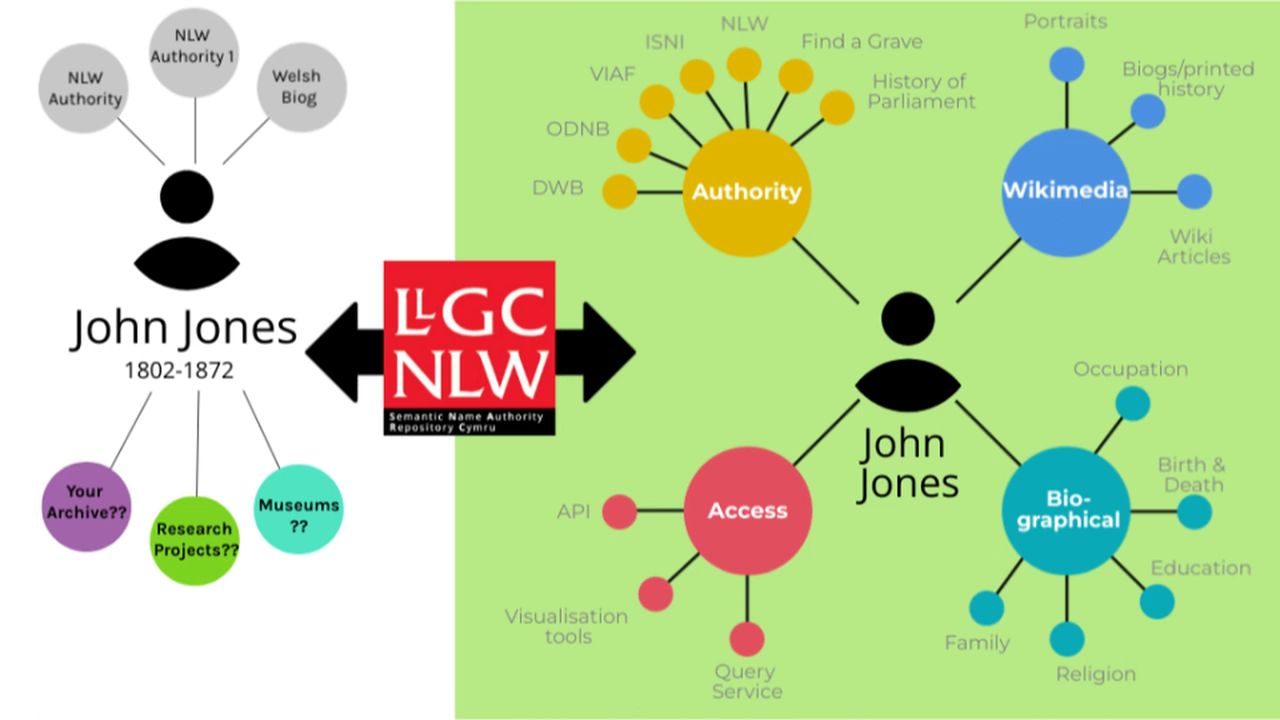 NLW
Authority
NLW
Authority 1
Welsh
Biog
John Jones
1802-1872
Your
Archive??
Research
Projects??
Museums
??
LLGC
NLW
Semantic Name Authority
Repository Cymru
NLW
ISNI
Find a Grave
VIAF
History of
Parliament
ODNB
DWB
Authority
Portraits
Biogs/printed
history
Wikimedia
Wiki
Articles
John
Jones
Access
API
Visualisation
tools
Query
Service
Occupation
Birth &
Death
Bio-
graphical
Education
Family
Religion